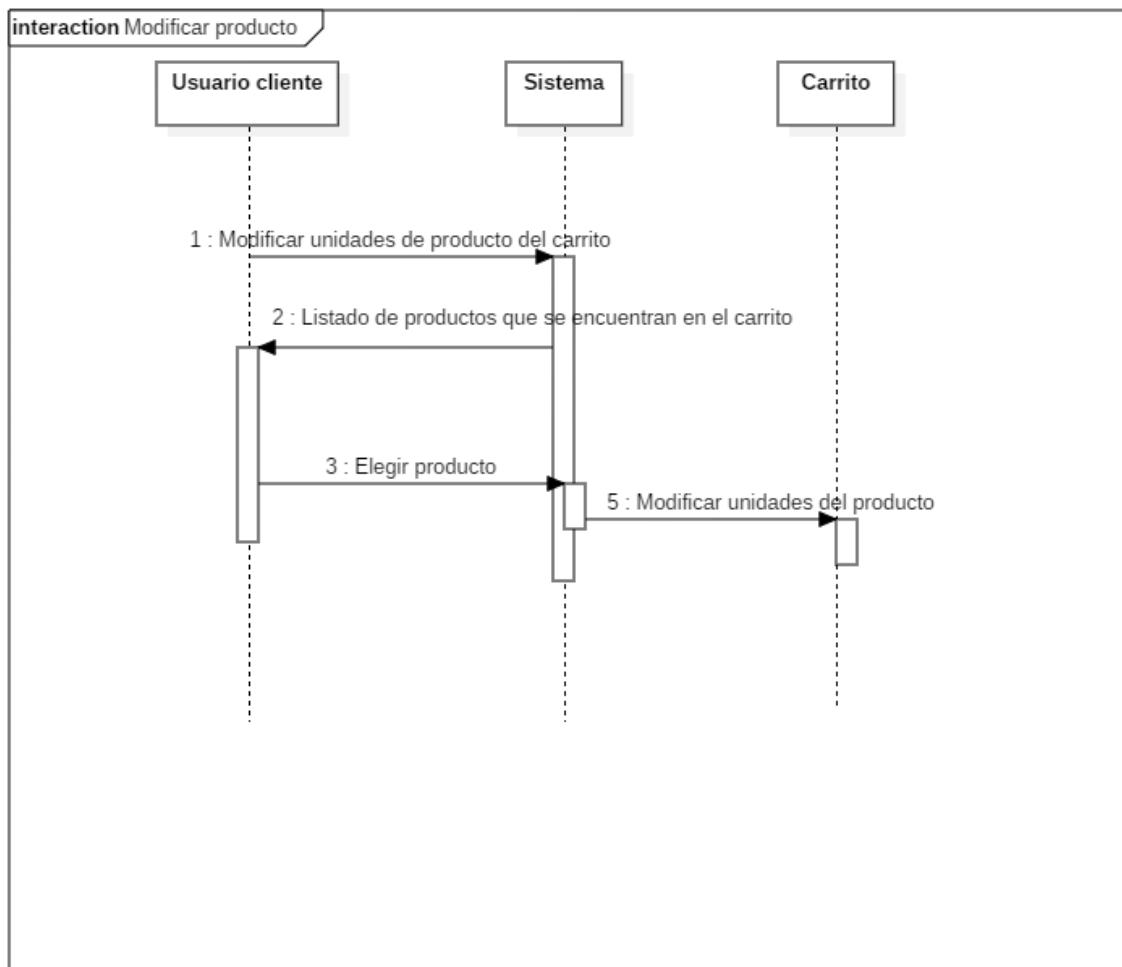 interaction Modificar producto
Usuario cliente
Sistema
Carrito
1 : Modificar unidades de producto del carrito
2 : Listado de productos que se encuentran en el carrito
3 : Elegir producto
5 : Modificar unidades del producto